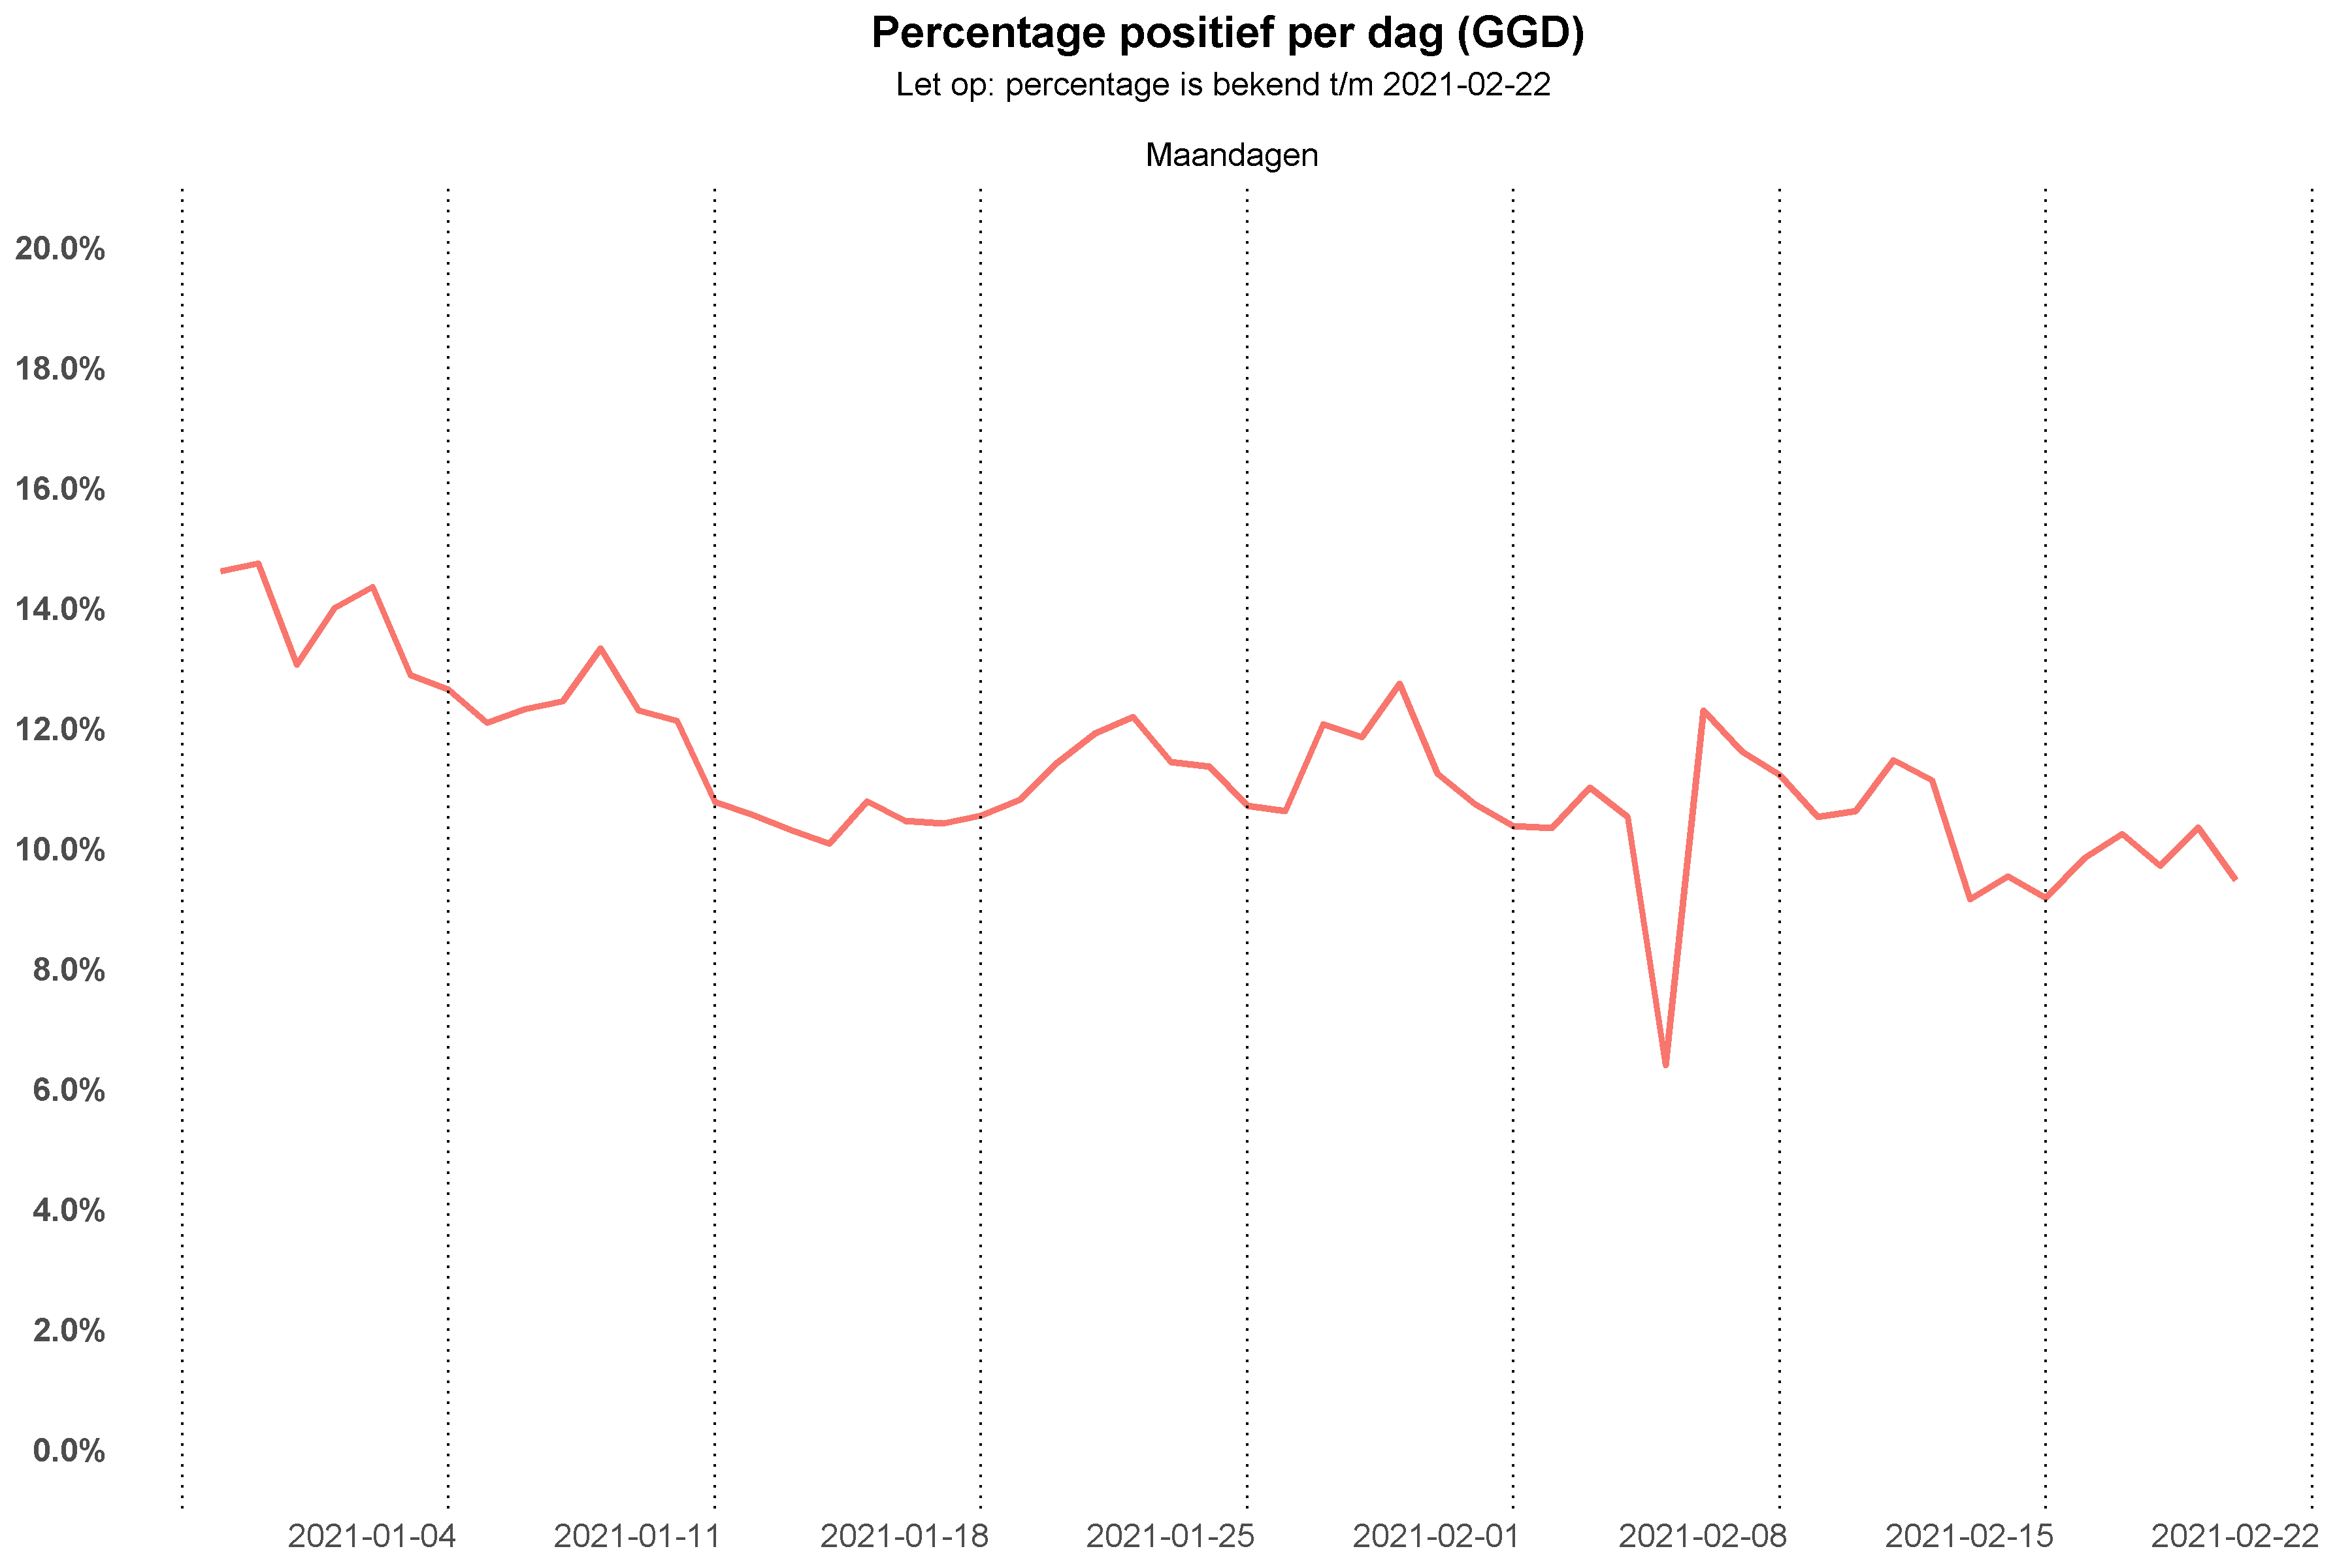 Percentage positief per dag (GGD)
Let op: percentage is bekend t/m 2021-02-22
Maandagen
20.0%
18.0%
16.0%
14.0%
12.0%
10.0%
8.0%
6.0%
4.0%
2.0%
0.0%
2021-01-04 2021-01-11 2021-01-18 2021-01-25 2021-02-01 2021-02-08 2021-02-15 2021-02-22